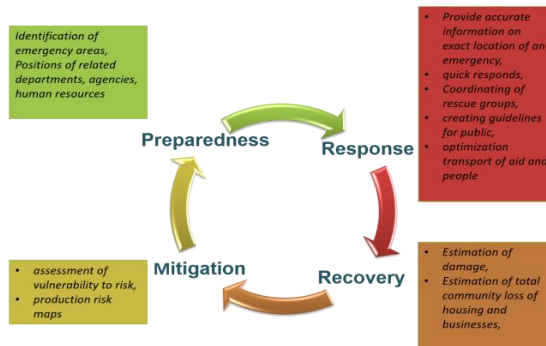 Identification of
emergency areas,
Positions of related
departments, agencies,
human resources
• Provide accurate
information on
exact location of an
emergency,
• quick responds,
• Coordinating of
rescue groups,
• creating guidelines
for public,
• optimization
transport of aid and
people
Preparedness
Response
Mitigation
Recovery
• assessment of
vulnerability to risk,
• production risk
maps
• Estimation of
damage,
• Estimation of total
community loss of
housing and
businesses,